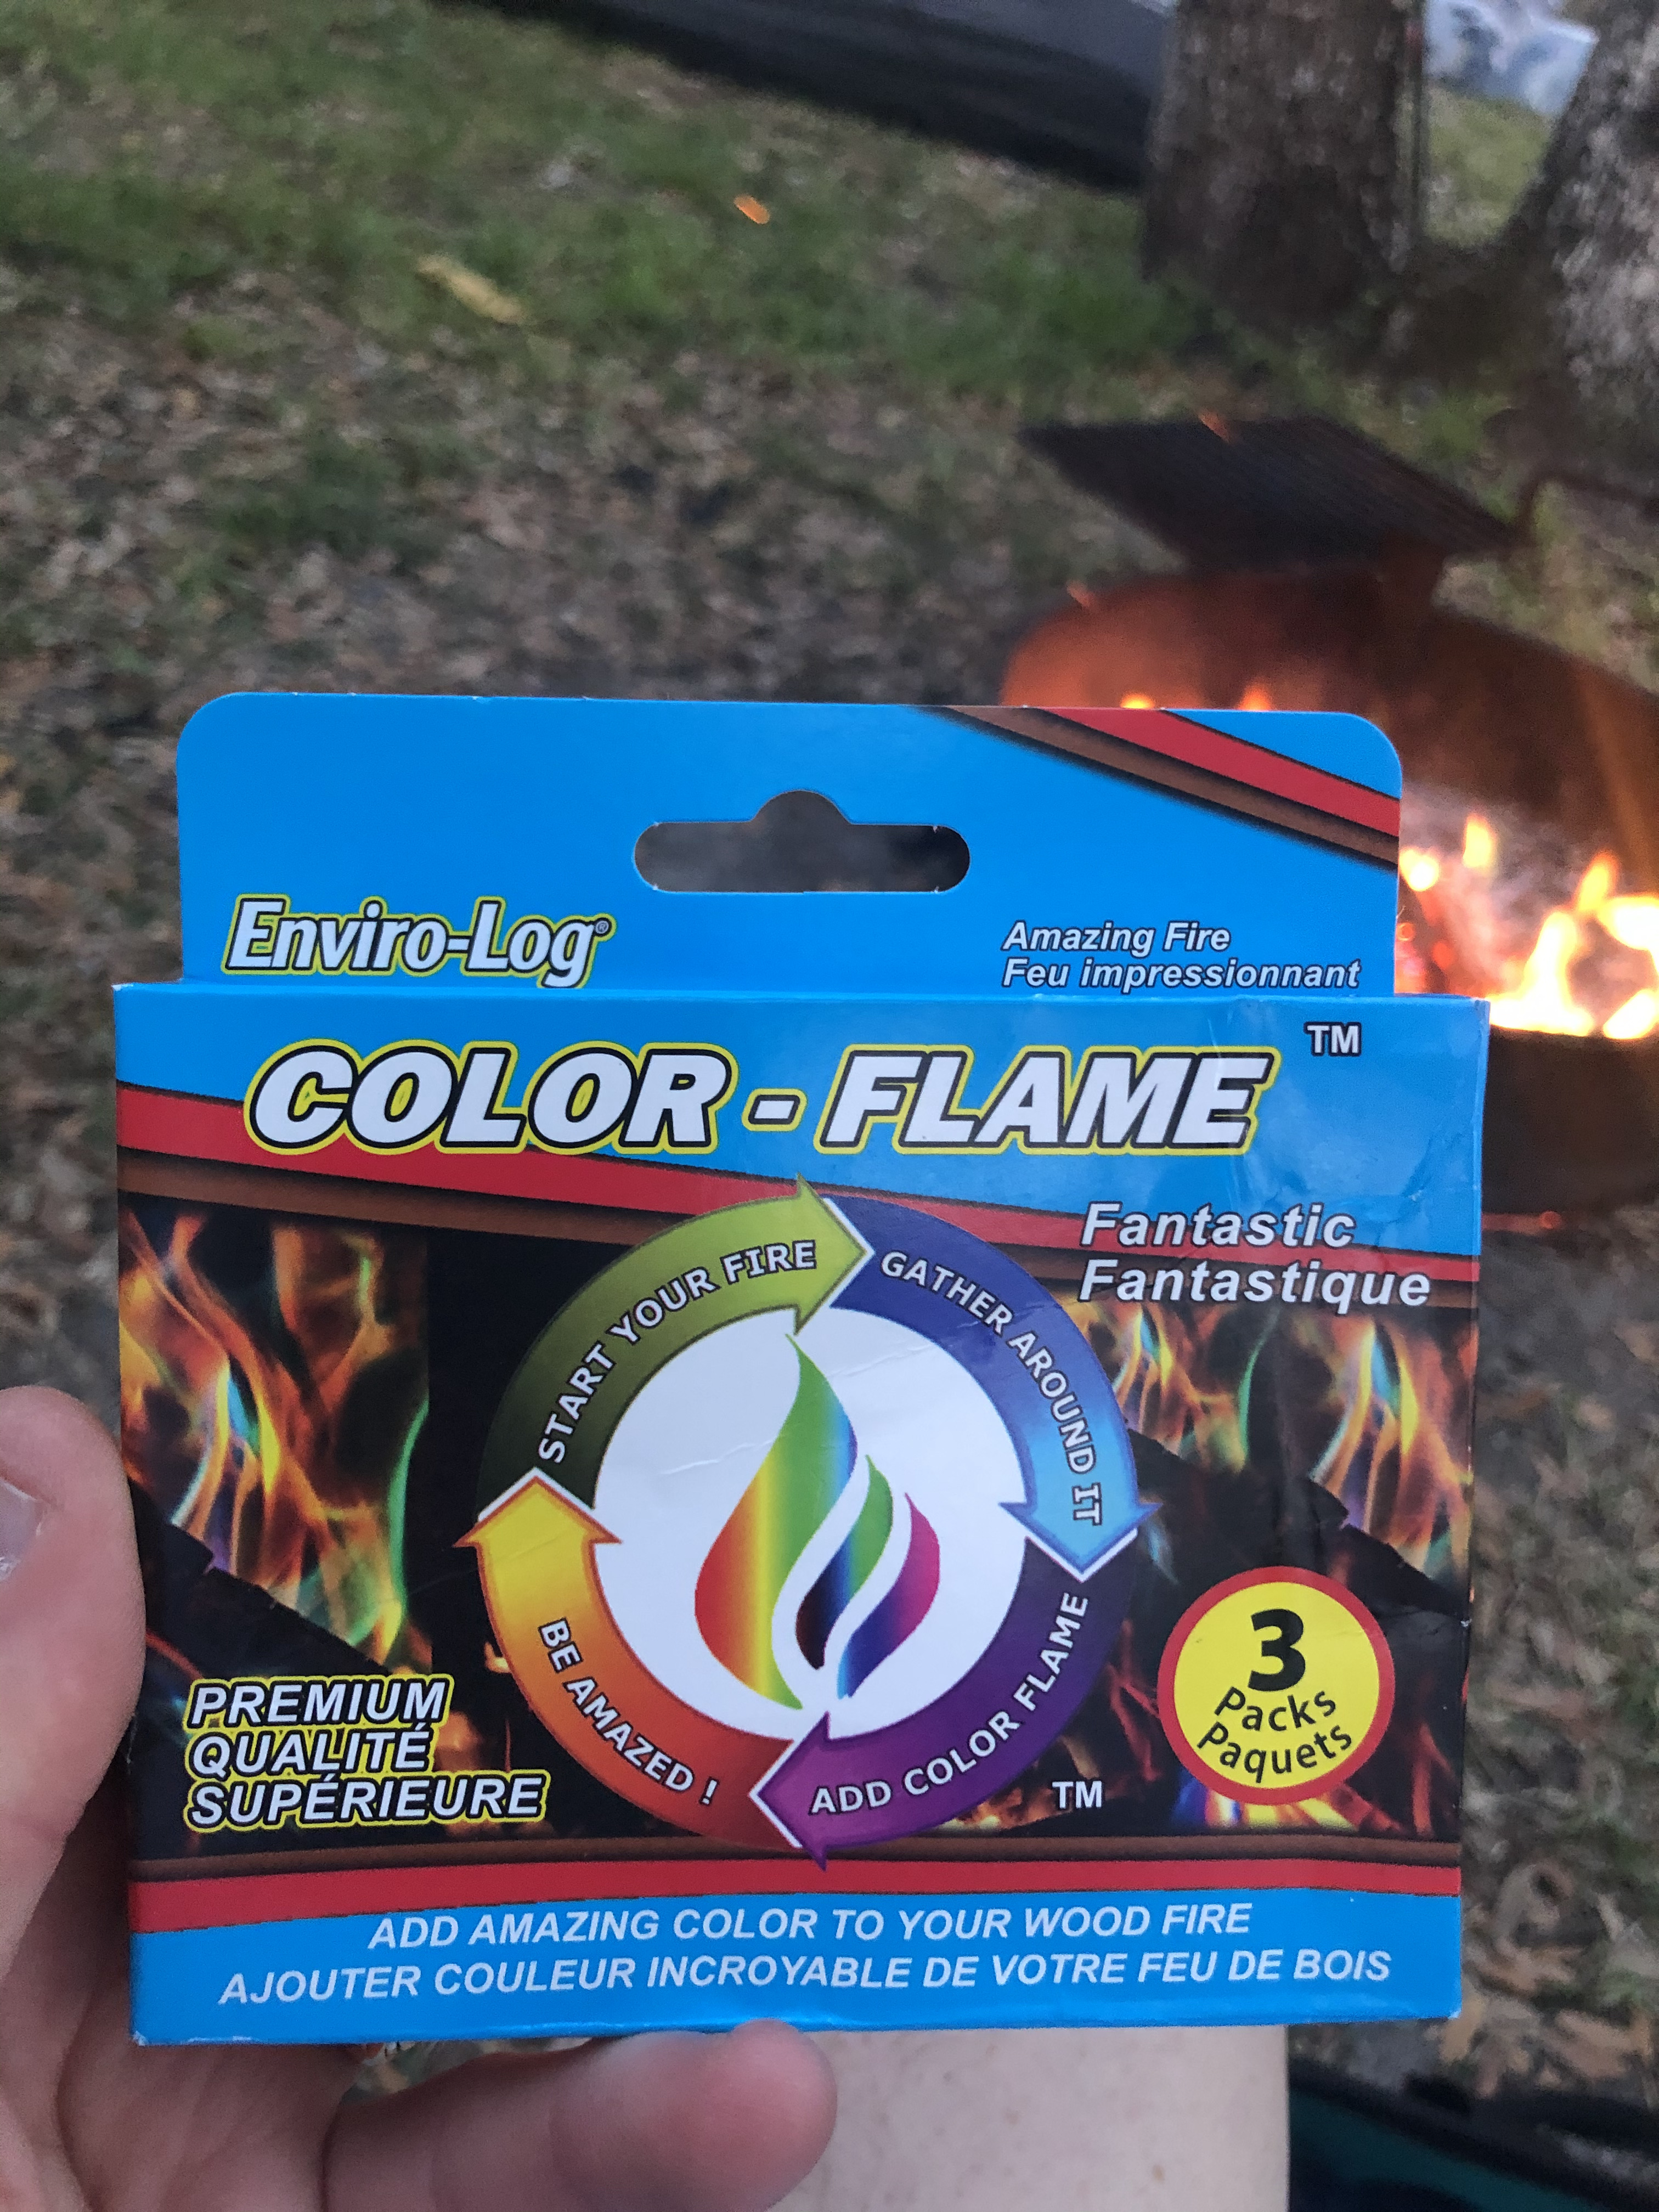 Enviro-Log®
Amazing Fire
Feu impressionnant
COLOR - FLAME™
Fantastic
Fantastique
START YOUR FIRE
GATHER AROUND IT
ADD COLOR FLAME
BE AMAZED !
™
3
Packs
Paquets
PREMIUM
QUALITÉ
SUPÉRIEURE
ADD AMAZING COLOR TO YOUR WOOD FIRE
AJOUTER COULEUR INCROYABLE DE VOTRE FEU DE BOIS